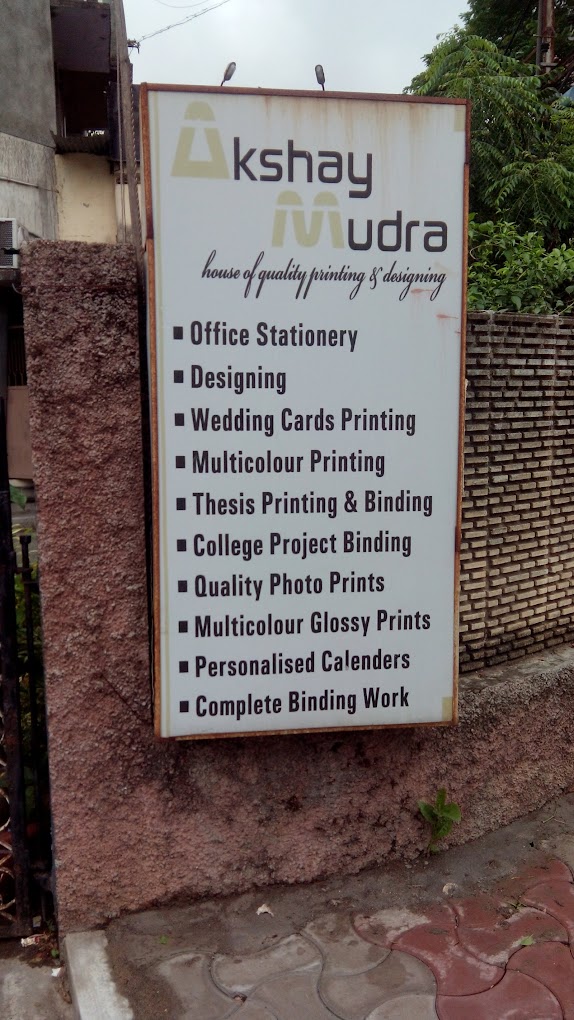 Akshay
Mudra
house of quality printing & designing
▪ Office Stationery
▪ Designing
▪ Wedding Cards Printing
▪ Multicolour Printing
▪ Thesis Printing & Binding
▪ College Project Binding
▪ Quality Photo Prints
▪ Multicolour Glossy Prints
▪ Personalised Calenders
▪ Complete Binding Work